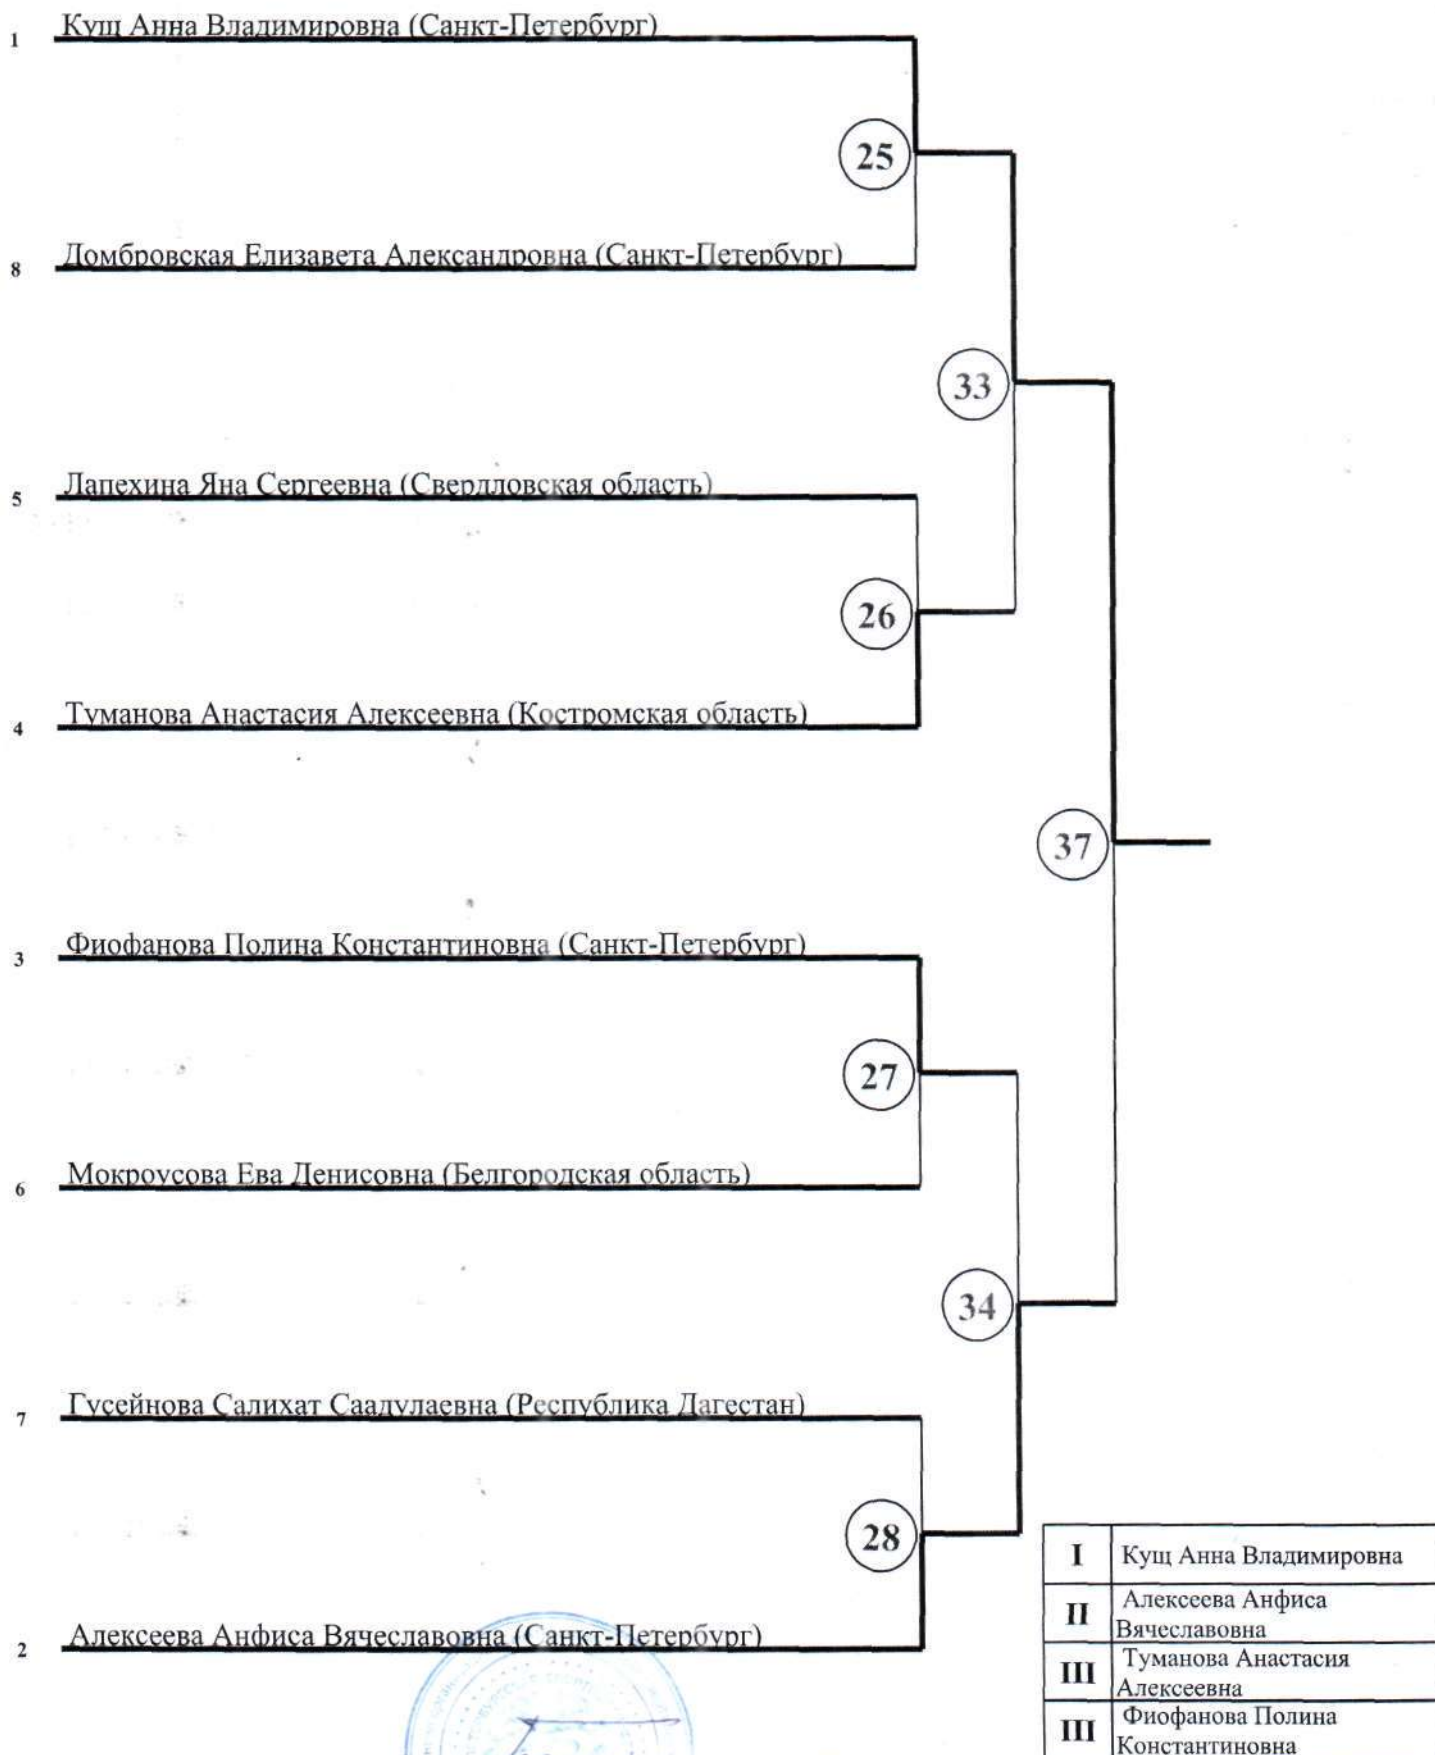 1 Кущ Анна Владимировна (Санкт-Петербург)
25
8 Домбровская Елизавета Александровна (Санкт-Петербург)
33
5 Лапехина Яна Сергеевна (Свердловская область)
26
4 Туманова Анастасия Алексеевна (Костромская область)
37
3 Фиофанова Полина Константиновна (Санкт-Петербург)
27
6 Мокроусова Ева Денисовна (Белгородская область)
34
7 Гусейнова Салихат Саадулаевна (Республика Дагестан)
28
2 Алексеева Анфиса Вячеславовна (Санкт-Петербург)
I Кущ Анна Владимировна
II Алексеева Анфиса
Вячеславовна
III Туманова Анастасия
Алексеевна
III Фиофанова Полина
Константиновна